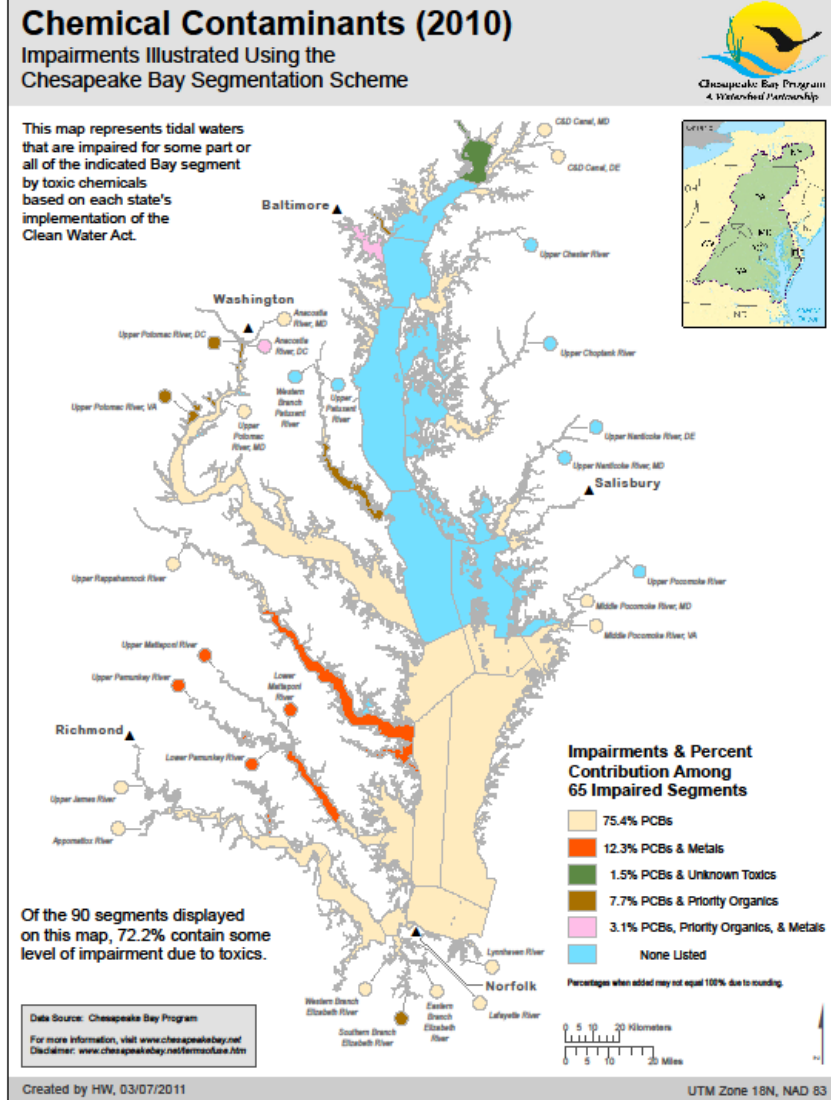 Chemical Contaminants (2010)
Impairments Illustrated Using the
Chesapeake Bay Segmentation Scheme
Chesapeake Bay Program
A Watershed Partnership
This map represents tidal waters
that are impaired for some part or
all of the indicated Bay segment
by toxic chemicals
based on each state's
implementation of the
Clean Water Act.
C&D Canal, MD
C&D Canal, DE
Baltimore
Upper Chester River
Washington
Anacostia
River, MD
Upper Potomac River, DC
Anacostia
River, DC
Upper Choptank River
Western
Branch
Patuxent
River
Upper
Patuxent
River
Upper Potomac River, VA
Upper
Potomac
River, MD
Upper Nanticoke River, DE
Upper Nanticoke River, MD
Salisbury
Upper Rappahannock River
Upper Pocomoke River
Middle Pocomoke River, MD
Middle Pocomoke River, VA
Upper Mattaponi River
Upper Pamunkey River
Lower
Mattaponi
River
Richmond
Lower Pamunkey River
Upper James River
Appomattox River
Impairments & Percent
Contribution Among
65 Impaired Segments
75.4% PCBs
12.3% PCBs & Metals
1.5% PCBs & Unknown Toxics
7.7% PCBs & Priority Organics
3.1% PCBs, Priority Organics, & Metals
None Listed
Percentages when added may not equal 100% due to rounding.
Of the 90 segments displayed
on this map, 72.2% contain some
level of impairment due to toxics.
Lynnhaven River
Norfolk
Western Branch
Elizabeth River
Southern Branch
Elizabeth River
Eastern
Branch
Elizabeth
River
Lafayette River
Data Source: Chesapeake Bay Program
For more information, visit www.chesapeakebay.net
Disclaimer: www.chesapeakebay.net/termsofuse.htm
0 5 10 20 Kilometers
0 5 10 20 Miles
Created by HW, 03/07/2011
UTM Zone 18N, NAD 83